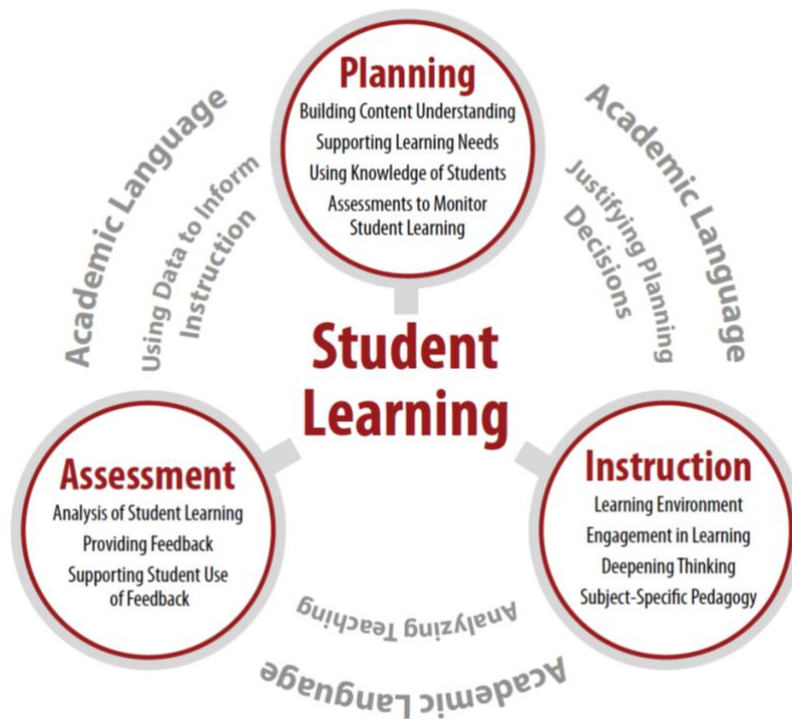 Planning
Building Content Understanding
Supporting Learning Needs
Using Knowledge of Students
Assessments to Monitor
Student Learning
Academic Language
Using Data to Inform
Instruction
Academic Language
Justifying Planning
Decisions
Student
Learning
Assessment
Analysis of Student Learning
Providing Feedback
Supporting Student Use
of Feedback
Instruction
Learning Environment
Engagement in Learning
Deepening Thinking
Subject-Specific Pedagogy
Analyzing Teaching
Academic Language